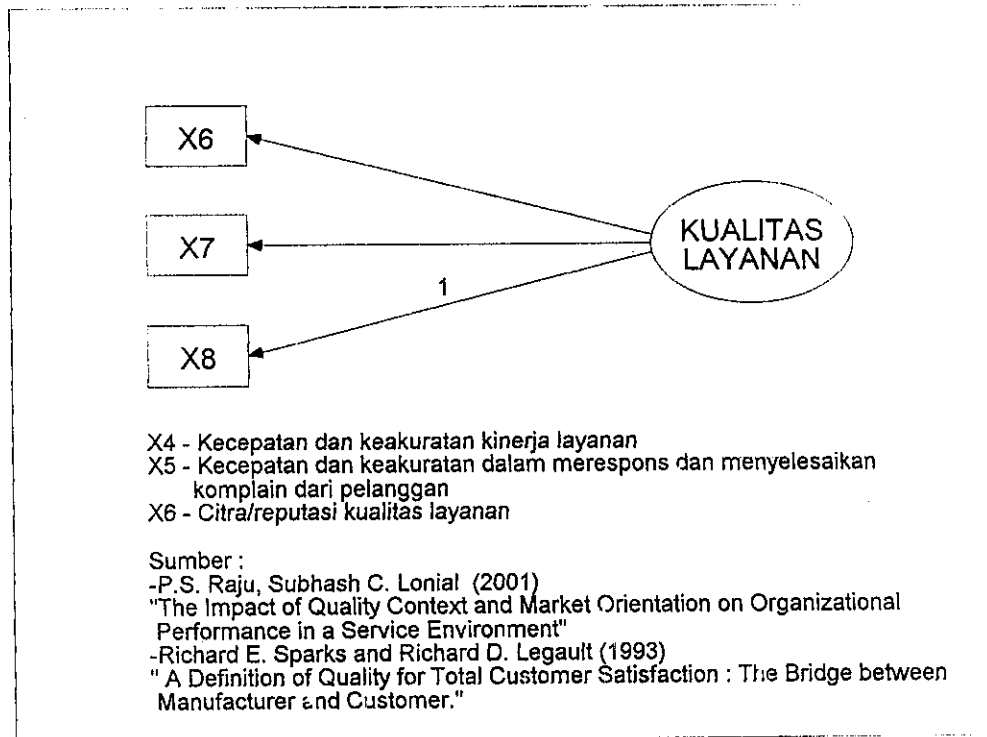 X6
KUALITAS
X7
LAYANAN
1
X8
X4 - Kecepatan dan keakuratan kinerja layanan
X5 - Kecepatan dan keakuratan dalam merespons dan menyelesaikan
komplain dari pelanggan
X6 - Citra/reputasi kualitas layanan
Sumber :
-P.S. Raju, Subhash C. Lonial (2001)
"The Impact of Quality Context and Market Orientation on Organizational
Performance in a Service Environment"
-Richard E. Sparks and Richard D. Legault (1993)
" A Definition of Quality for Total Customer Satisfaction : The Bridge between
Manufacturer and Customer."